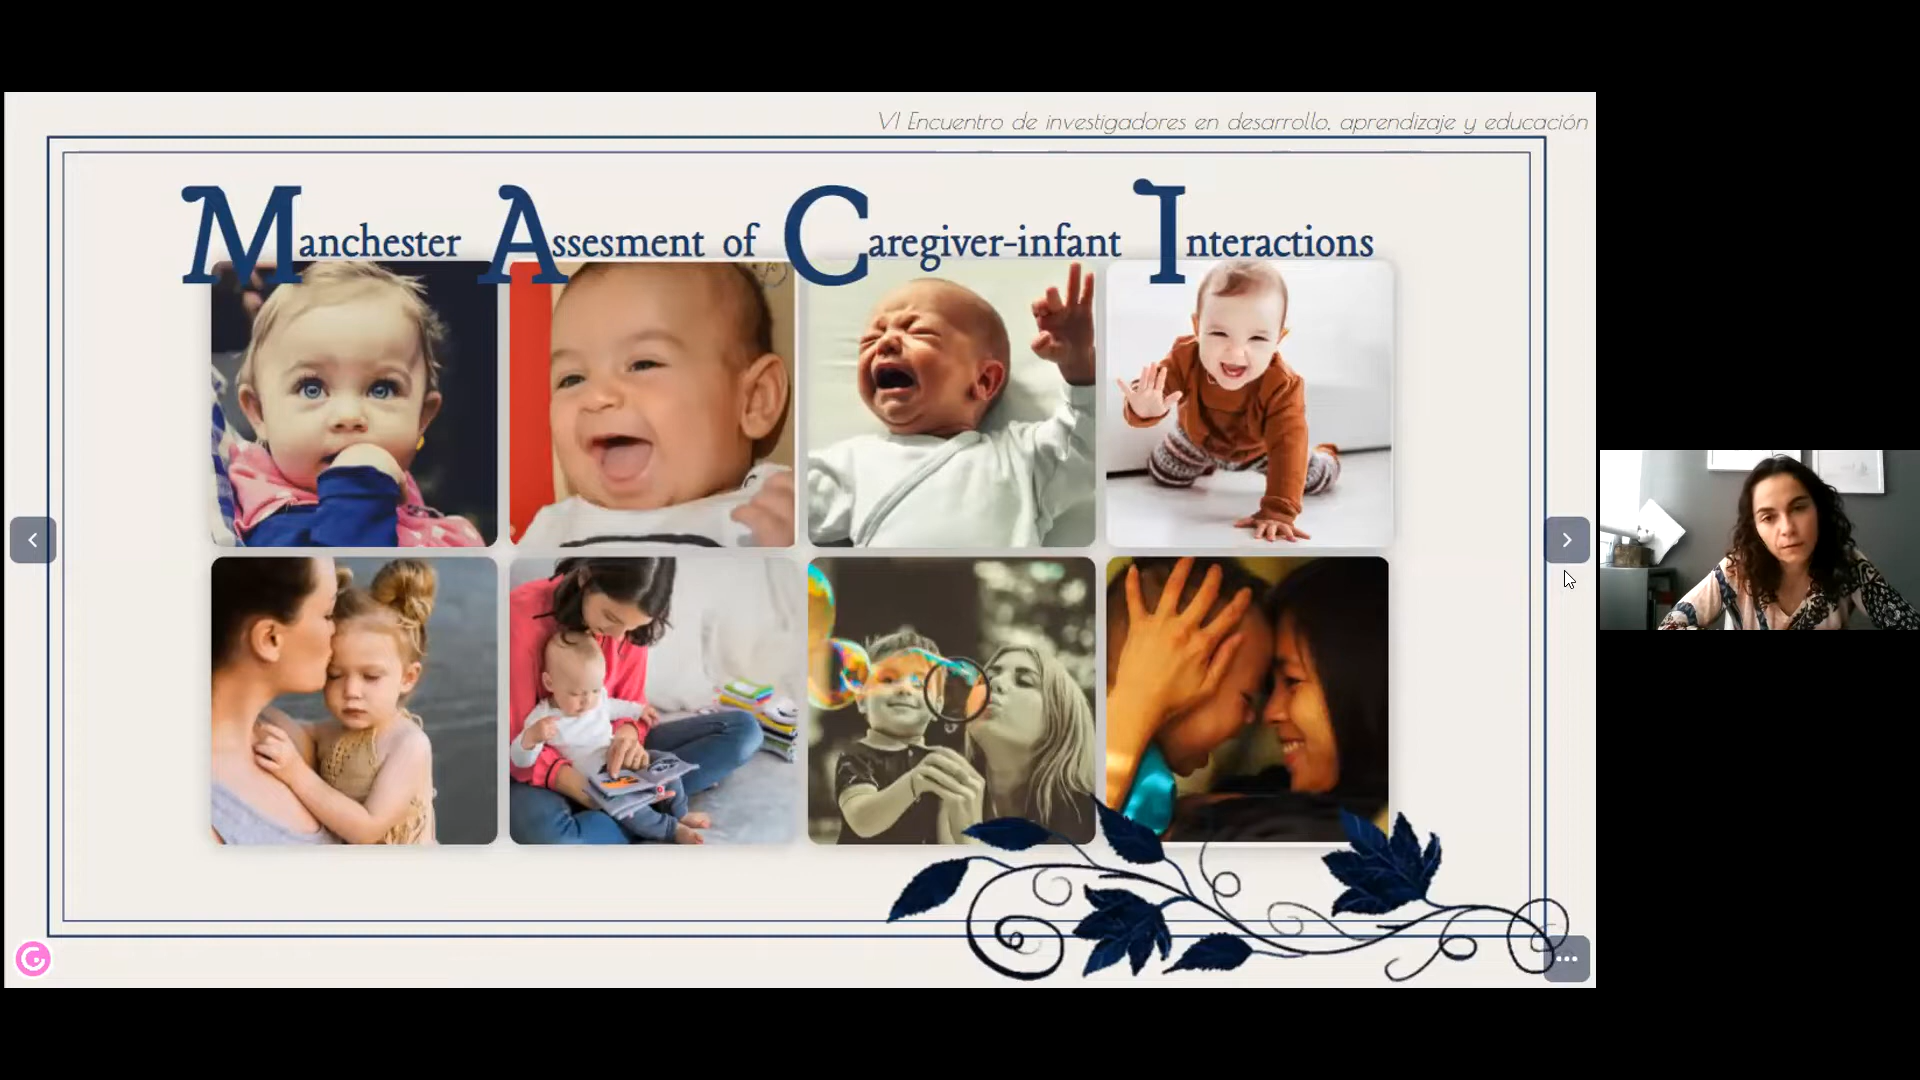 VI Encuentro de investigadores en desarrollo, aprendizaje y educación
Manchester Assesment of Caregiver-infant Interactions